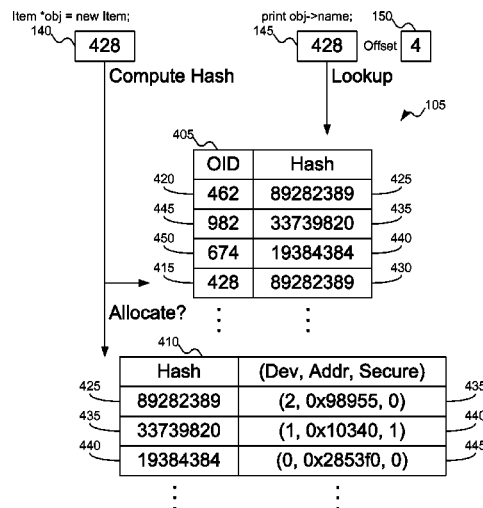 Item *obj = new Item; print obj->name; 150
140 428 145 428 Offset 4
Compute Hash Lookup
105
405
OID Hash
420 462 89282389 425
445 982 33739820 435
450 674 19384384 440
415 428 89282389 430
Allocate?
410
Hash (Dev, Addr, Secure)
425 89282389 (2, 0x98955, 0) 435
435 33739820 (1, 0x10340, 1) 440
440 19384384 (0, 0x2853f0, 0) 445